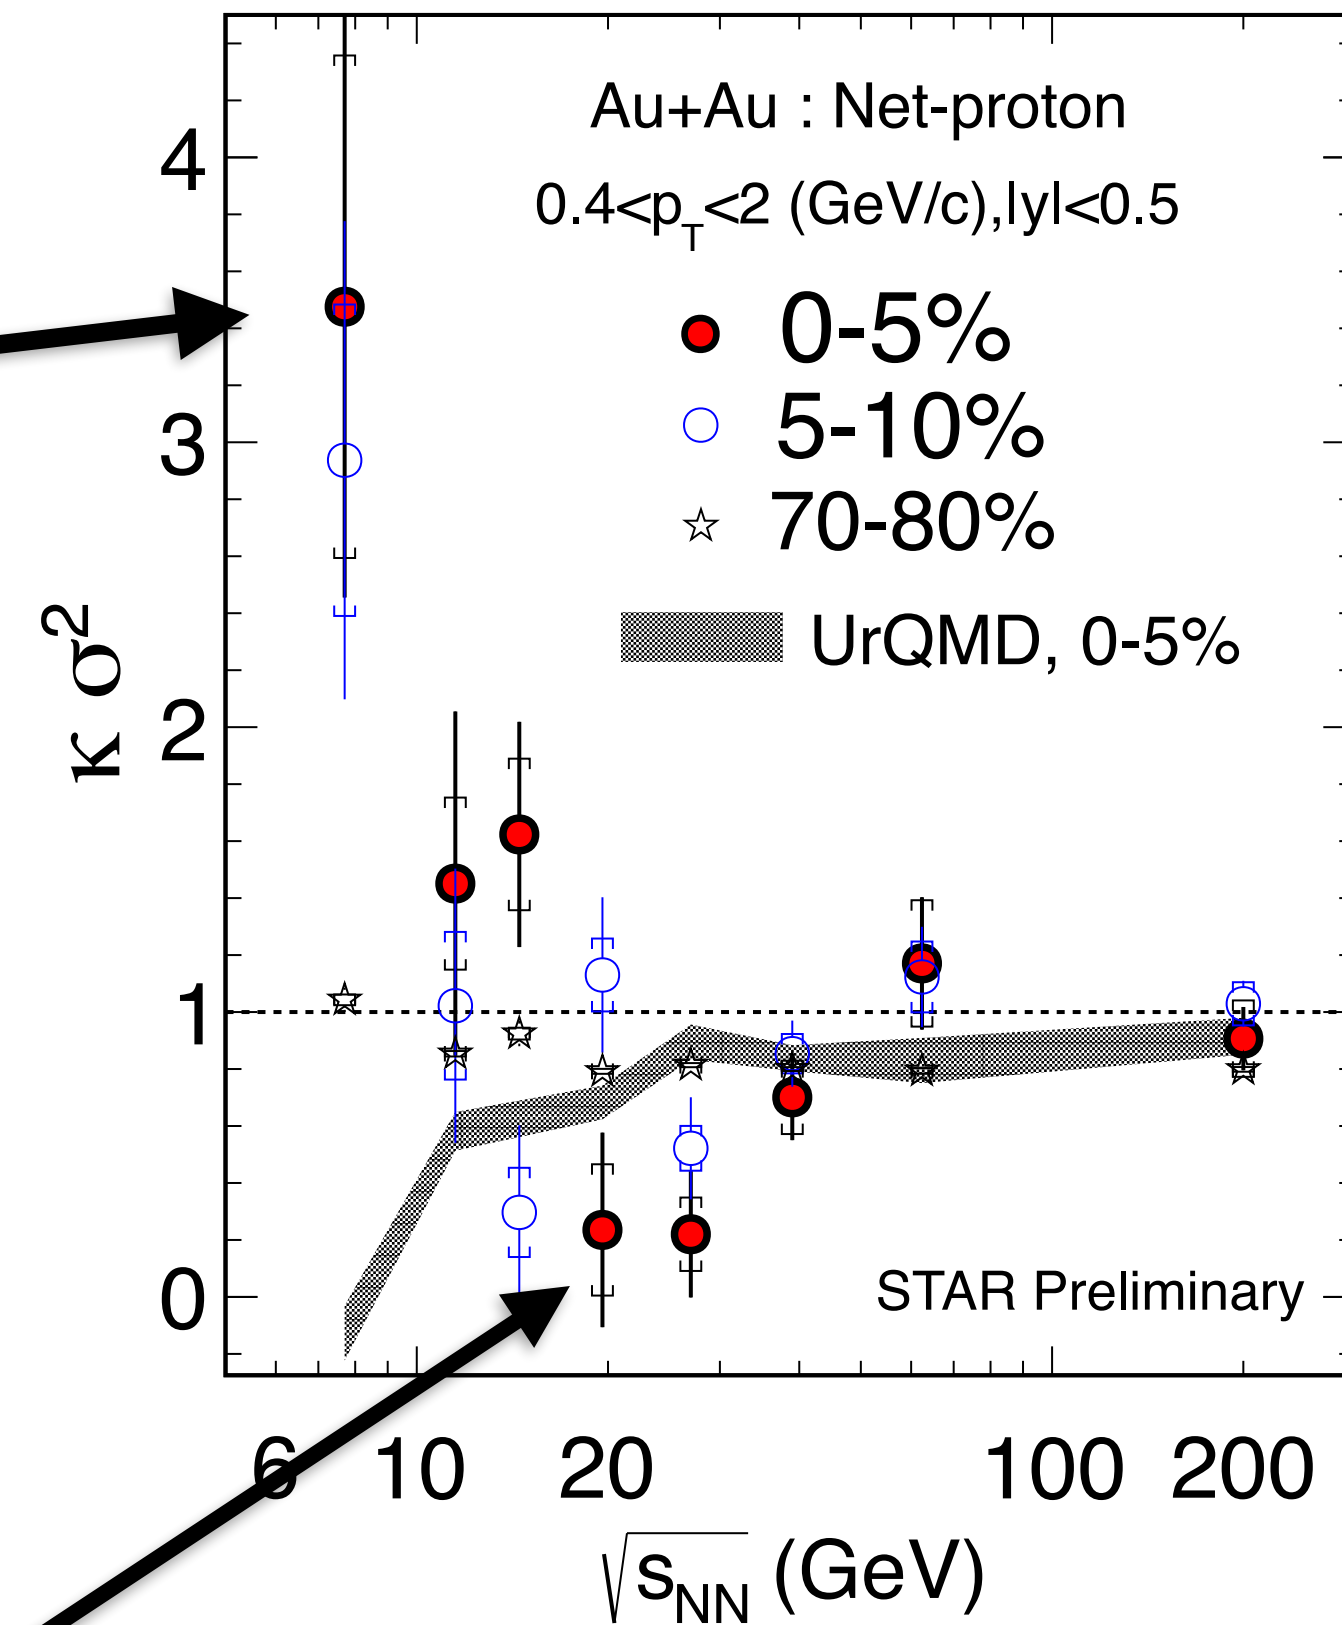 Au+Au : Net-proton
0.4<p_T<2 (GeV/c),|y|<0.5
0-5%
5-10%
70-80%
UrQMD, 0-5%
STAR Preliminary
κ σ²
4
3
2
1
0
6 10 20 100 200
√s_NN (GeV)